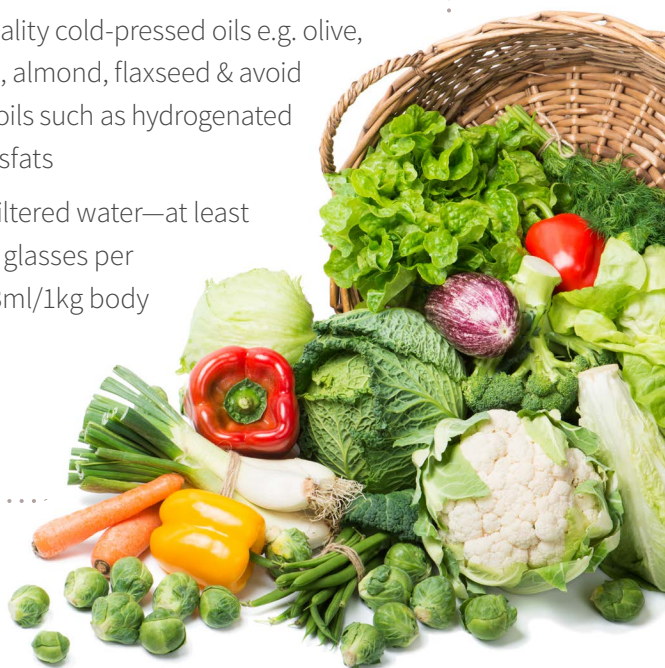 ality cold-pressed oils e.g. olive,
, almond, flaxseed & avoid
oils such as hydrogenated
sfats
iltered water—at least
glasses per
ml/1kg body